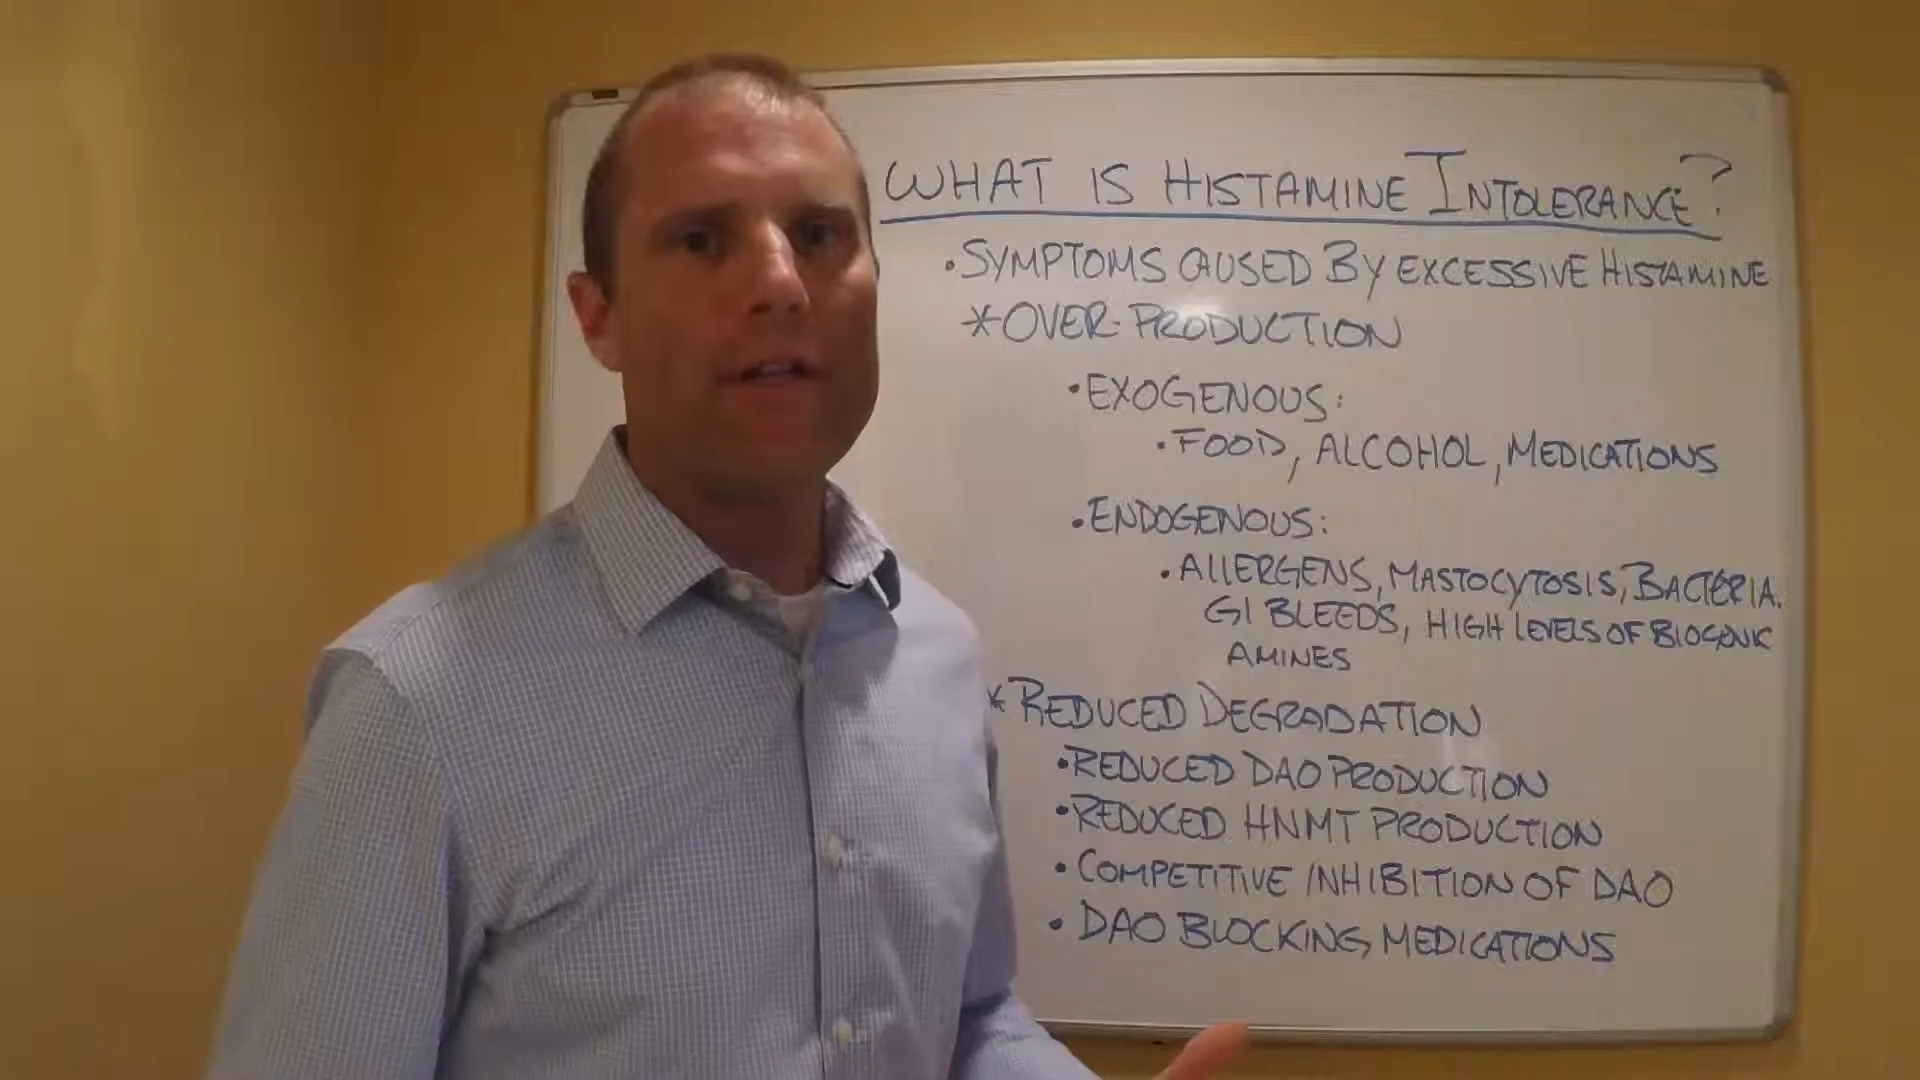 WHAT IS HISTAMINE INTOLERANCE?
• SYMPTOMS CAUSED BY EXCESSIVE HISTAMINE
* OVER-PRODUCTION
• EXOGENOUS:
• FOOD, ALCOHOL, MEDICATIONS
• ENDOGENOUS:
• ALLERGENS, MASTOCYTOSIS, BACTERIA.
GI BLEEDS, HIGH LEVELS OF BIOGENIC
AMINES
* REDUCED DEGRADATION
• REDUCED DAO PRODUCTION
• REDUCED HNMT PRODUCTION
• COMPETITIVE INHIBITION OF DAO
• DAO BLOCKING MEDICATIONS